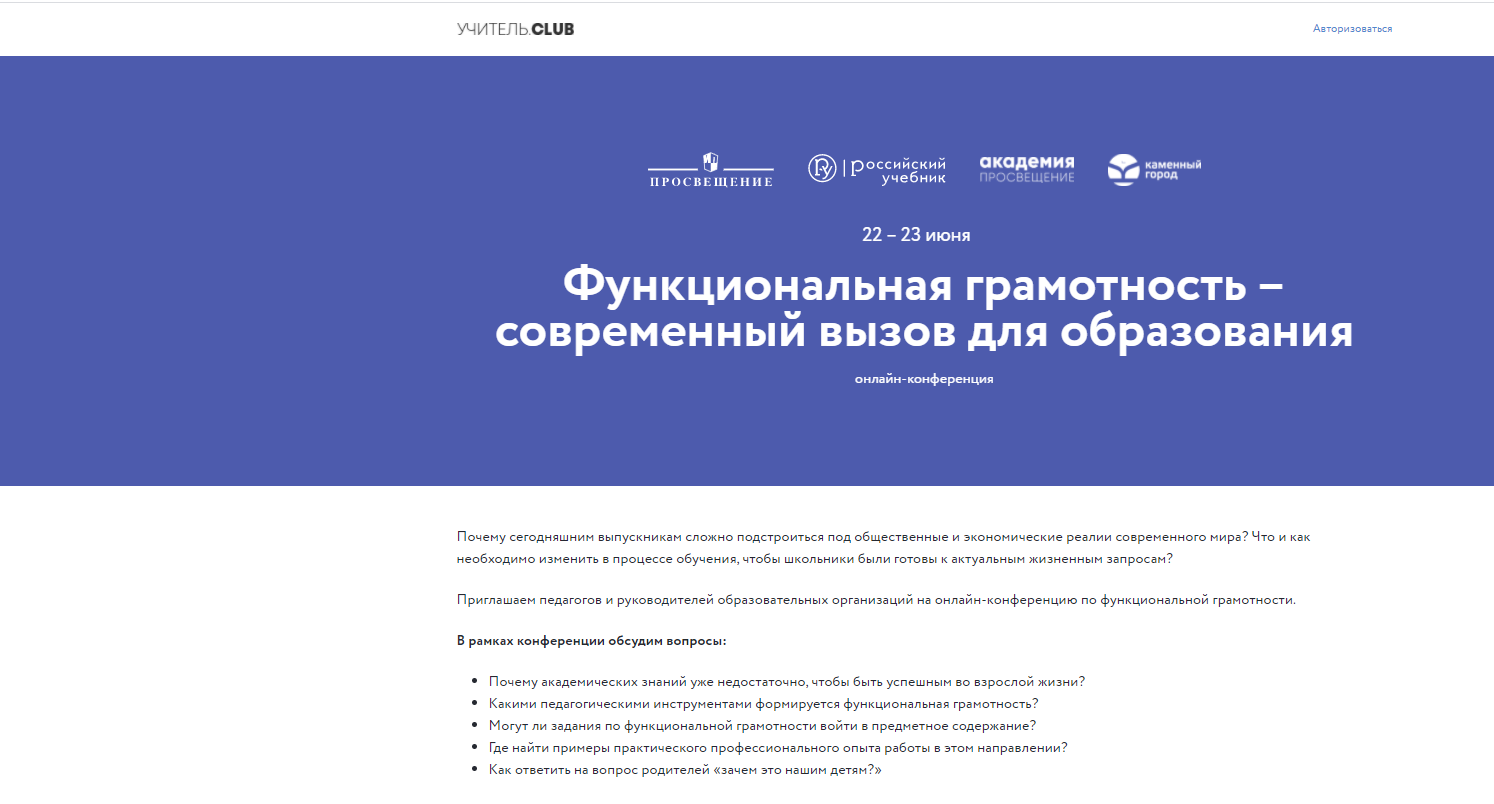 УЧИТЕЛЬ.CLUB
Авторизоваться
ПРОСВЕЩЕНИЕ
российский
учебник
академия
ПРОСВЕЩЕНИЕ
каменный
город
22 – 23 июня
Функциональная грамотность –
современный вызов для образования
онлайн-конференция
Почему сегодняшним выпускникам сложно подстроиться под общественные и экономические реалии современного мира? Что и как
необходимо изменить в процессе обучения, чтобы школьники были готовы к актуальным жизненным запросам?
Приглашаем педагогов и руководителей образовательных организаций на онлайн-конференцию по функциональной грамотности.
В рамках конференции обсудим вопросы:
• Почему академических знаний уже недостаточно, чтобы быть успешным во взрослой жизни?
• Какими педагогическими инструментами формируется функциональная грамотность?
• Могут ли задания по функциональной грамотности войти в предметное содержание?
• Где найти примеры практического профессионального опыта работы в этом направлении?
• Как ответить на вопрос родителей «зачем это нашим детям?»